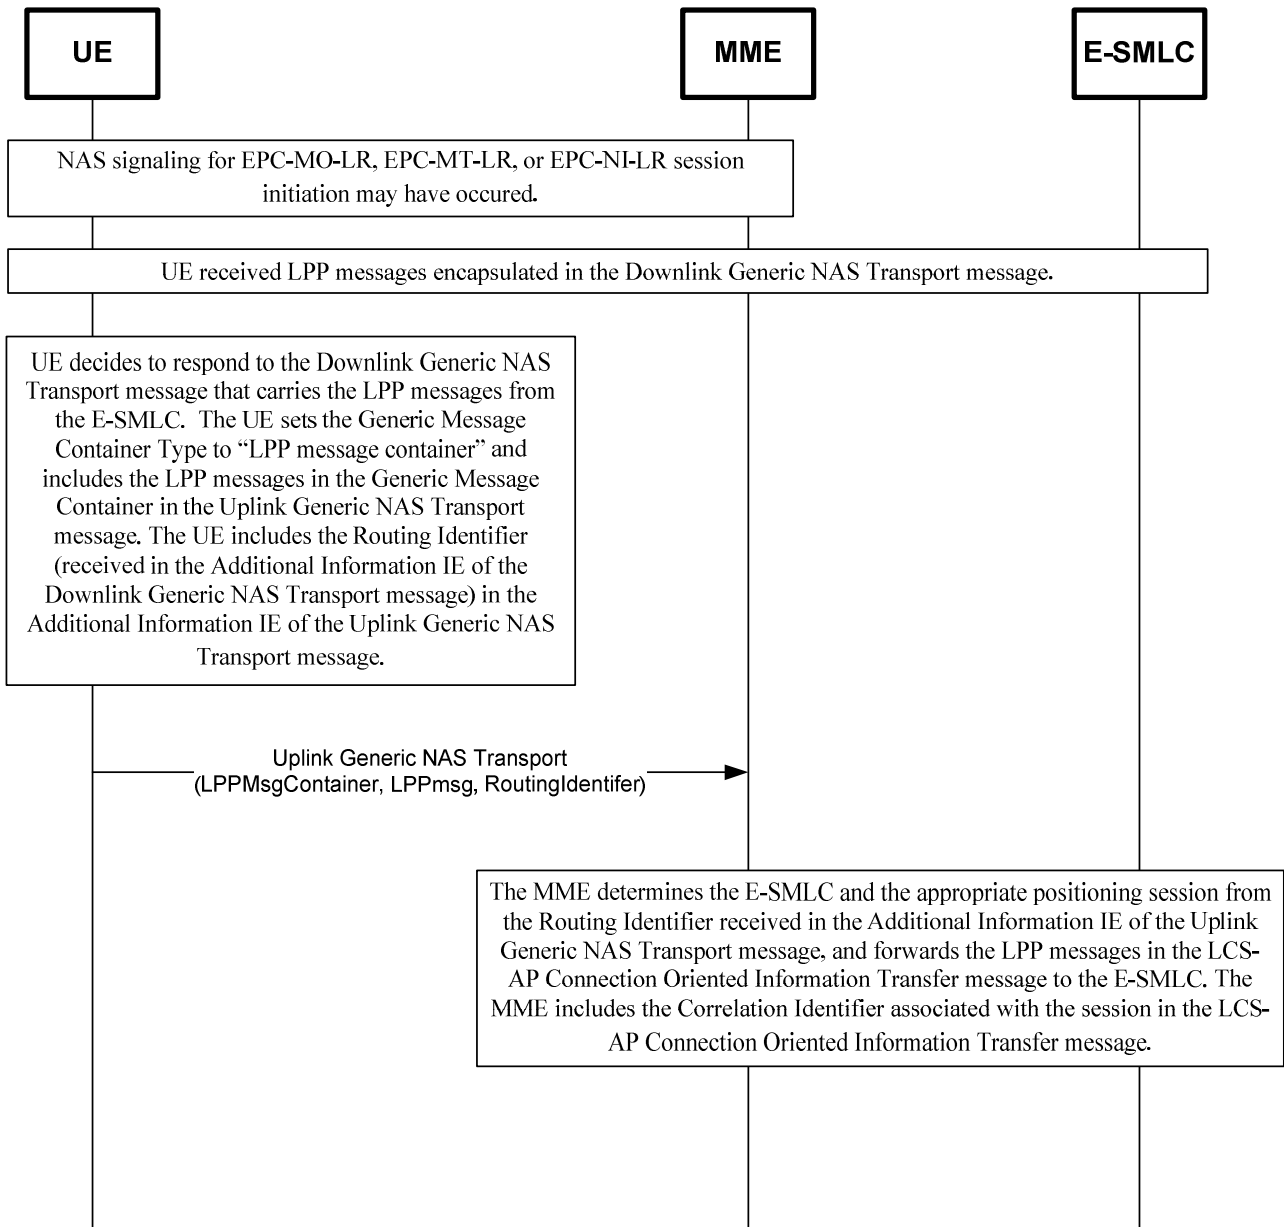 UE
MME
E-SMLC
NAS signaling for EPC-MO-LR, EPC-MT-LR, or EPC-NI-LR session
initiation may have occured.
UE received LPP messages encapsulated in the Downlink Generic NAS Transport message.
UE decides to respond to the Downlink Generic NAS
Transport message that carries the LPP messages from
the E-SMLC.  The UE sets the Generic Message
Container Type to “LPP message container” and
includes the LPP messages in the Generic Message
Container in the Uplink Generic NAS Transport
message. The UE includes the Routing Identifier
(received in the Additional Information IE of the
Downlink Generic NAS Transport message) in the
Additional Information IE of the Uplink Generic NAS
Transport message.
Uplink Generic NAS Transport
(LPPMsgContainer, LPPmsg, RoutingIdentifer)
The MME determines the E-SMLC and the appropriate positioning session from
the Routing Identifier received in the Additional Information IE of the Uplink
Generic NAS Transport message, and forwards the LPP messages in the LCS-
AP Connection Oriented Information Transfer message to the E-SMLC. The
MME includes the Correlation Identifier associated with the session in the LCS-
AP Connection Oriented Information Transfer message.